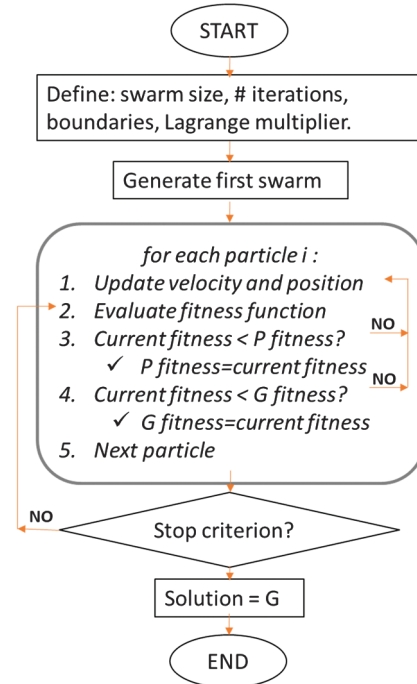 START
Define: swarm size, # iterations,
boundaries, Lagrange multiplier.
Generate first swarm
for each particle i :
1. Update velocity and position
2. Evaluate fitness function
NO
3. Current fitness < P fitness?
✓ P fitness=current fitness
NO
4. Current fitness < G fitness?
✓ G fitness=current fitness
5. Next particle
NO
Stop criterion?
Solution = G
END